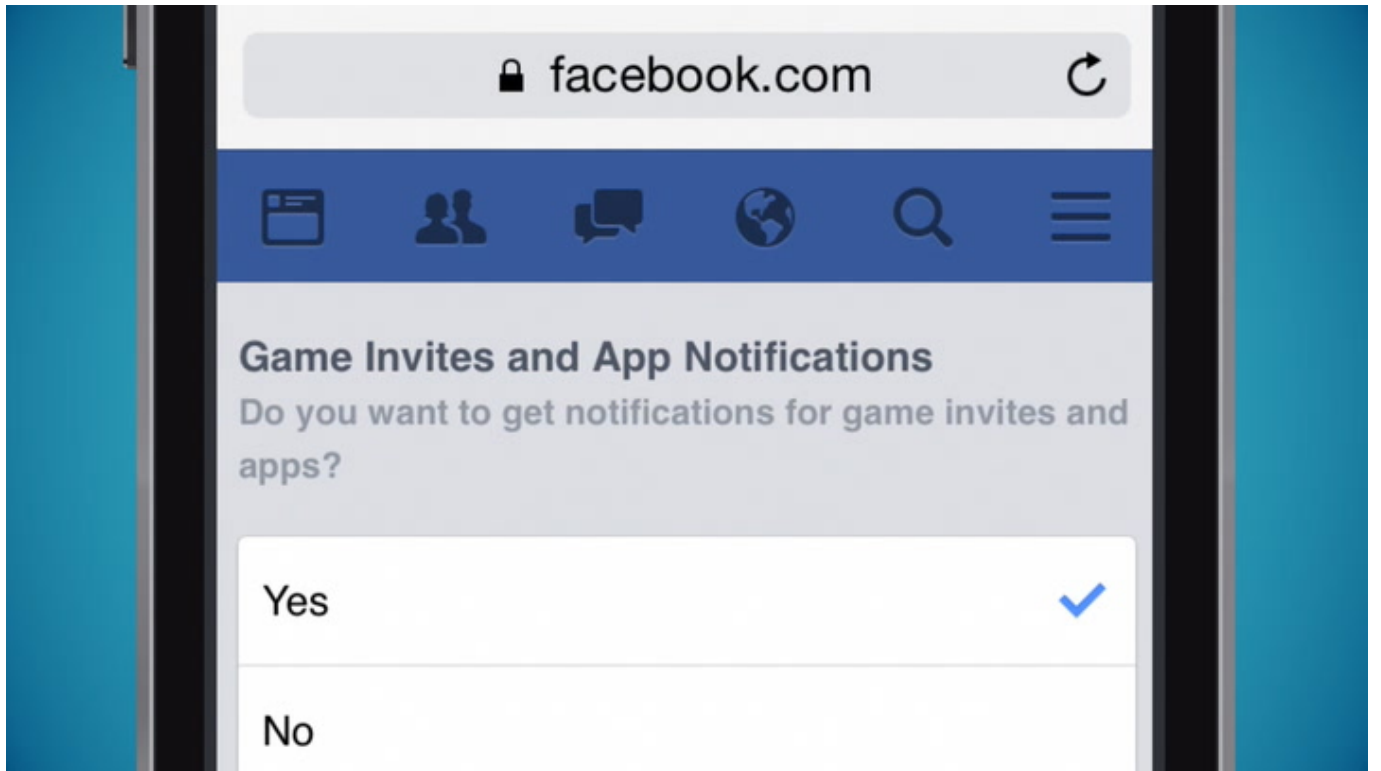 facebook.com
Game Invites and App Notifications
Do you want to get notifications for game invites and
apps?
Yes
No